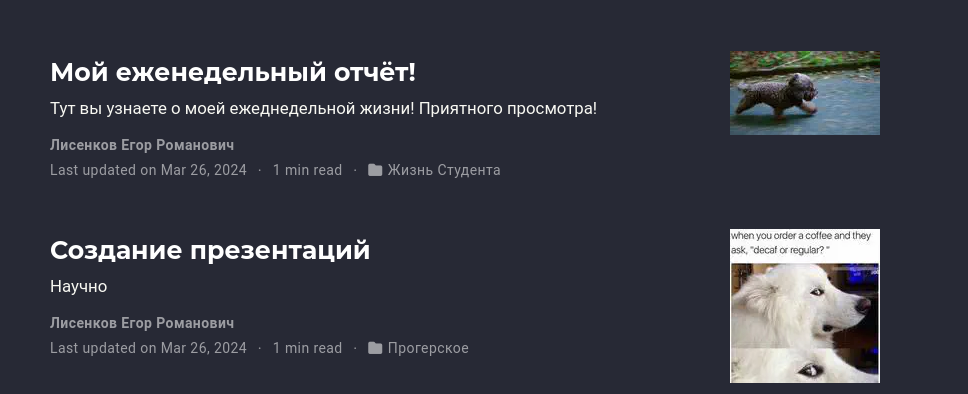 Мой еженедельный отчёт!
Тут вы узнаете о моей ежеднедельной жизни! Приятного просмотра!
Лисенков Егор Романович
Last updated on Mar 26, 2024 · 1 min read · Жизнь Студента
Создание презентаций
Научно
Лисенков Егор Романович
Last updated on Mar 26, 2024 · 1 min read · Прогерское
when you order a coffee and they
ask, "decaf or regular? "